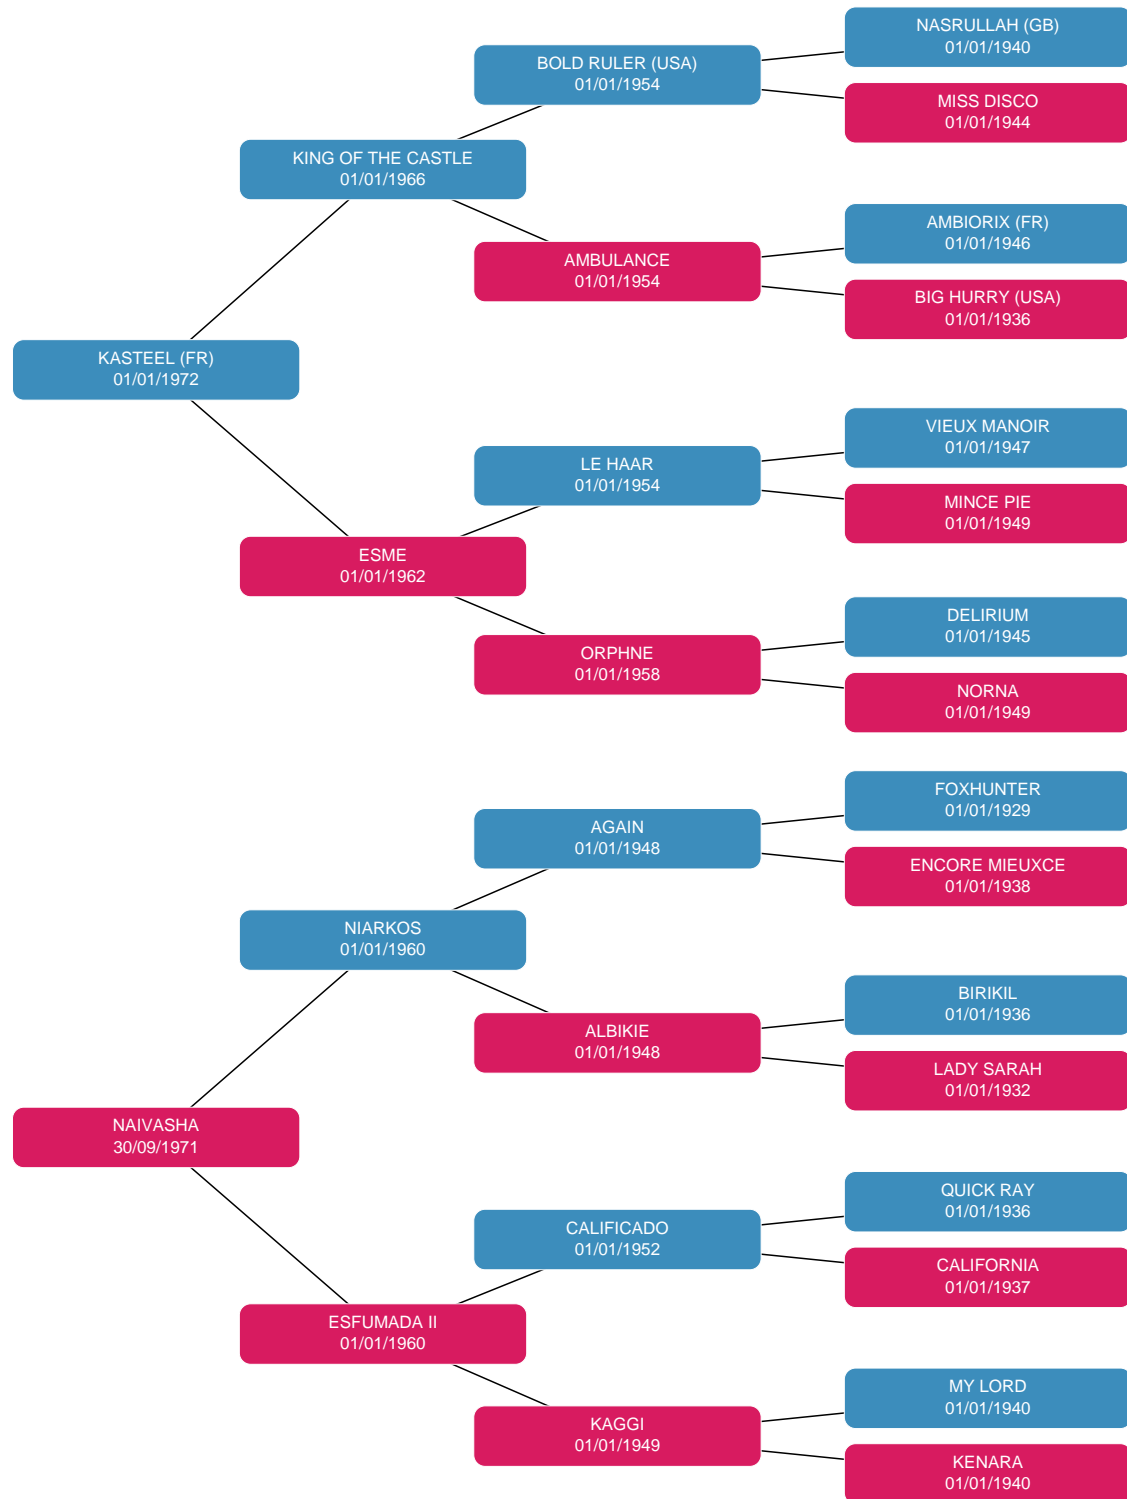 NASRULLAH (GB)
01/01/1940
BOLD RULER (USA)
01/01/1954
MISS DISCO
01/01/1944
KING OF THE CASTLE
01/01/1966
AMBIORIX (FR)
01/01/1946
AMBULANCE
01/01/1954
BIG HURRY (USA)
01/01/1936
KASTEEL (FR)
01/01/1972
VIEUX MANOIR
01/01/1947
LE HAAR
01/01/1954
MINCE PIE
01/01/1949
ESME
01/01/1962
DELIRIUM
01/01/1945
ORPHNE
01/01/1958
NORNA
01/01/1949
FOXHUNTER
01/01/1929
AGAIN
01/01/1948
ENCORE MIEUXCE
01/01/1938
NIARKOS
01/01/1960
BIRIKIL
01/01/1936
ALBIKIE
01/01/1948
LADY SARAH
01/01/1932
NAIVASHA
30/09/1971
QUICK RAY
01/01/1936
CALIFICADO
01/01/1952
CALIFORNIA
01/01/1937
ESFUMADA II
01/01/1960
MY LORD
01/01/1940
KAGGI
01/01/1949
KENARA
01/01/1940